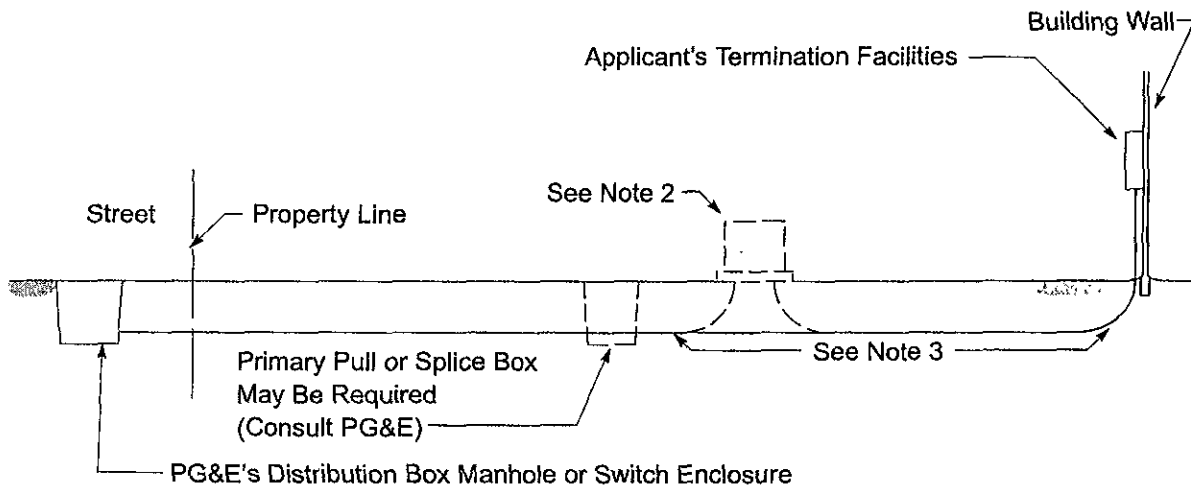 Building Wall
Applicant's Termination Facilities
See Note 2
Street
Property Line
Primary Pull or Splice Box
May Be Required
(Consult PG&E)
See Note 3
PG&E's Distribution Box Manhole or Switch Enclosure